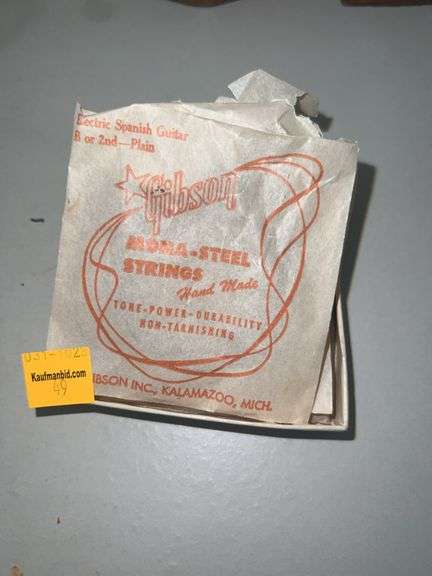 Electric Spanish Guitar
B or 2nd—Plain
Gibson
MONA-STEEL
STRINGS
Hand Made
TONE-POWER-DURABILITY
NON-TARNISHING
GIBSON INC., KALAMAZOO, MICH.
Kaufmanbid.com
49